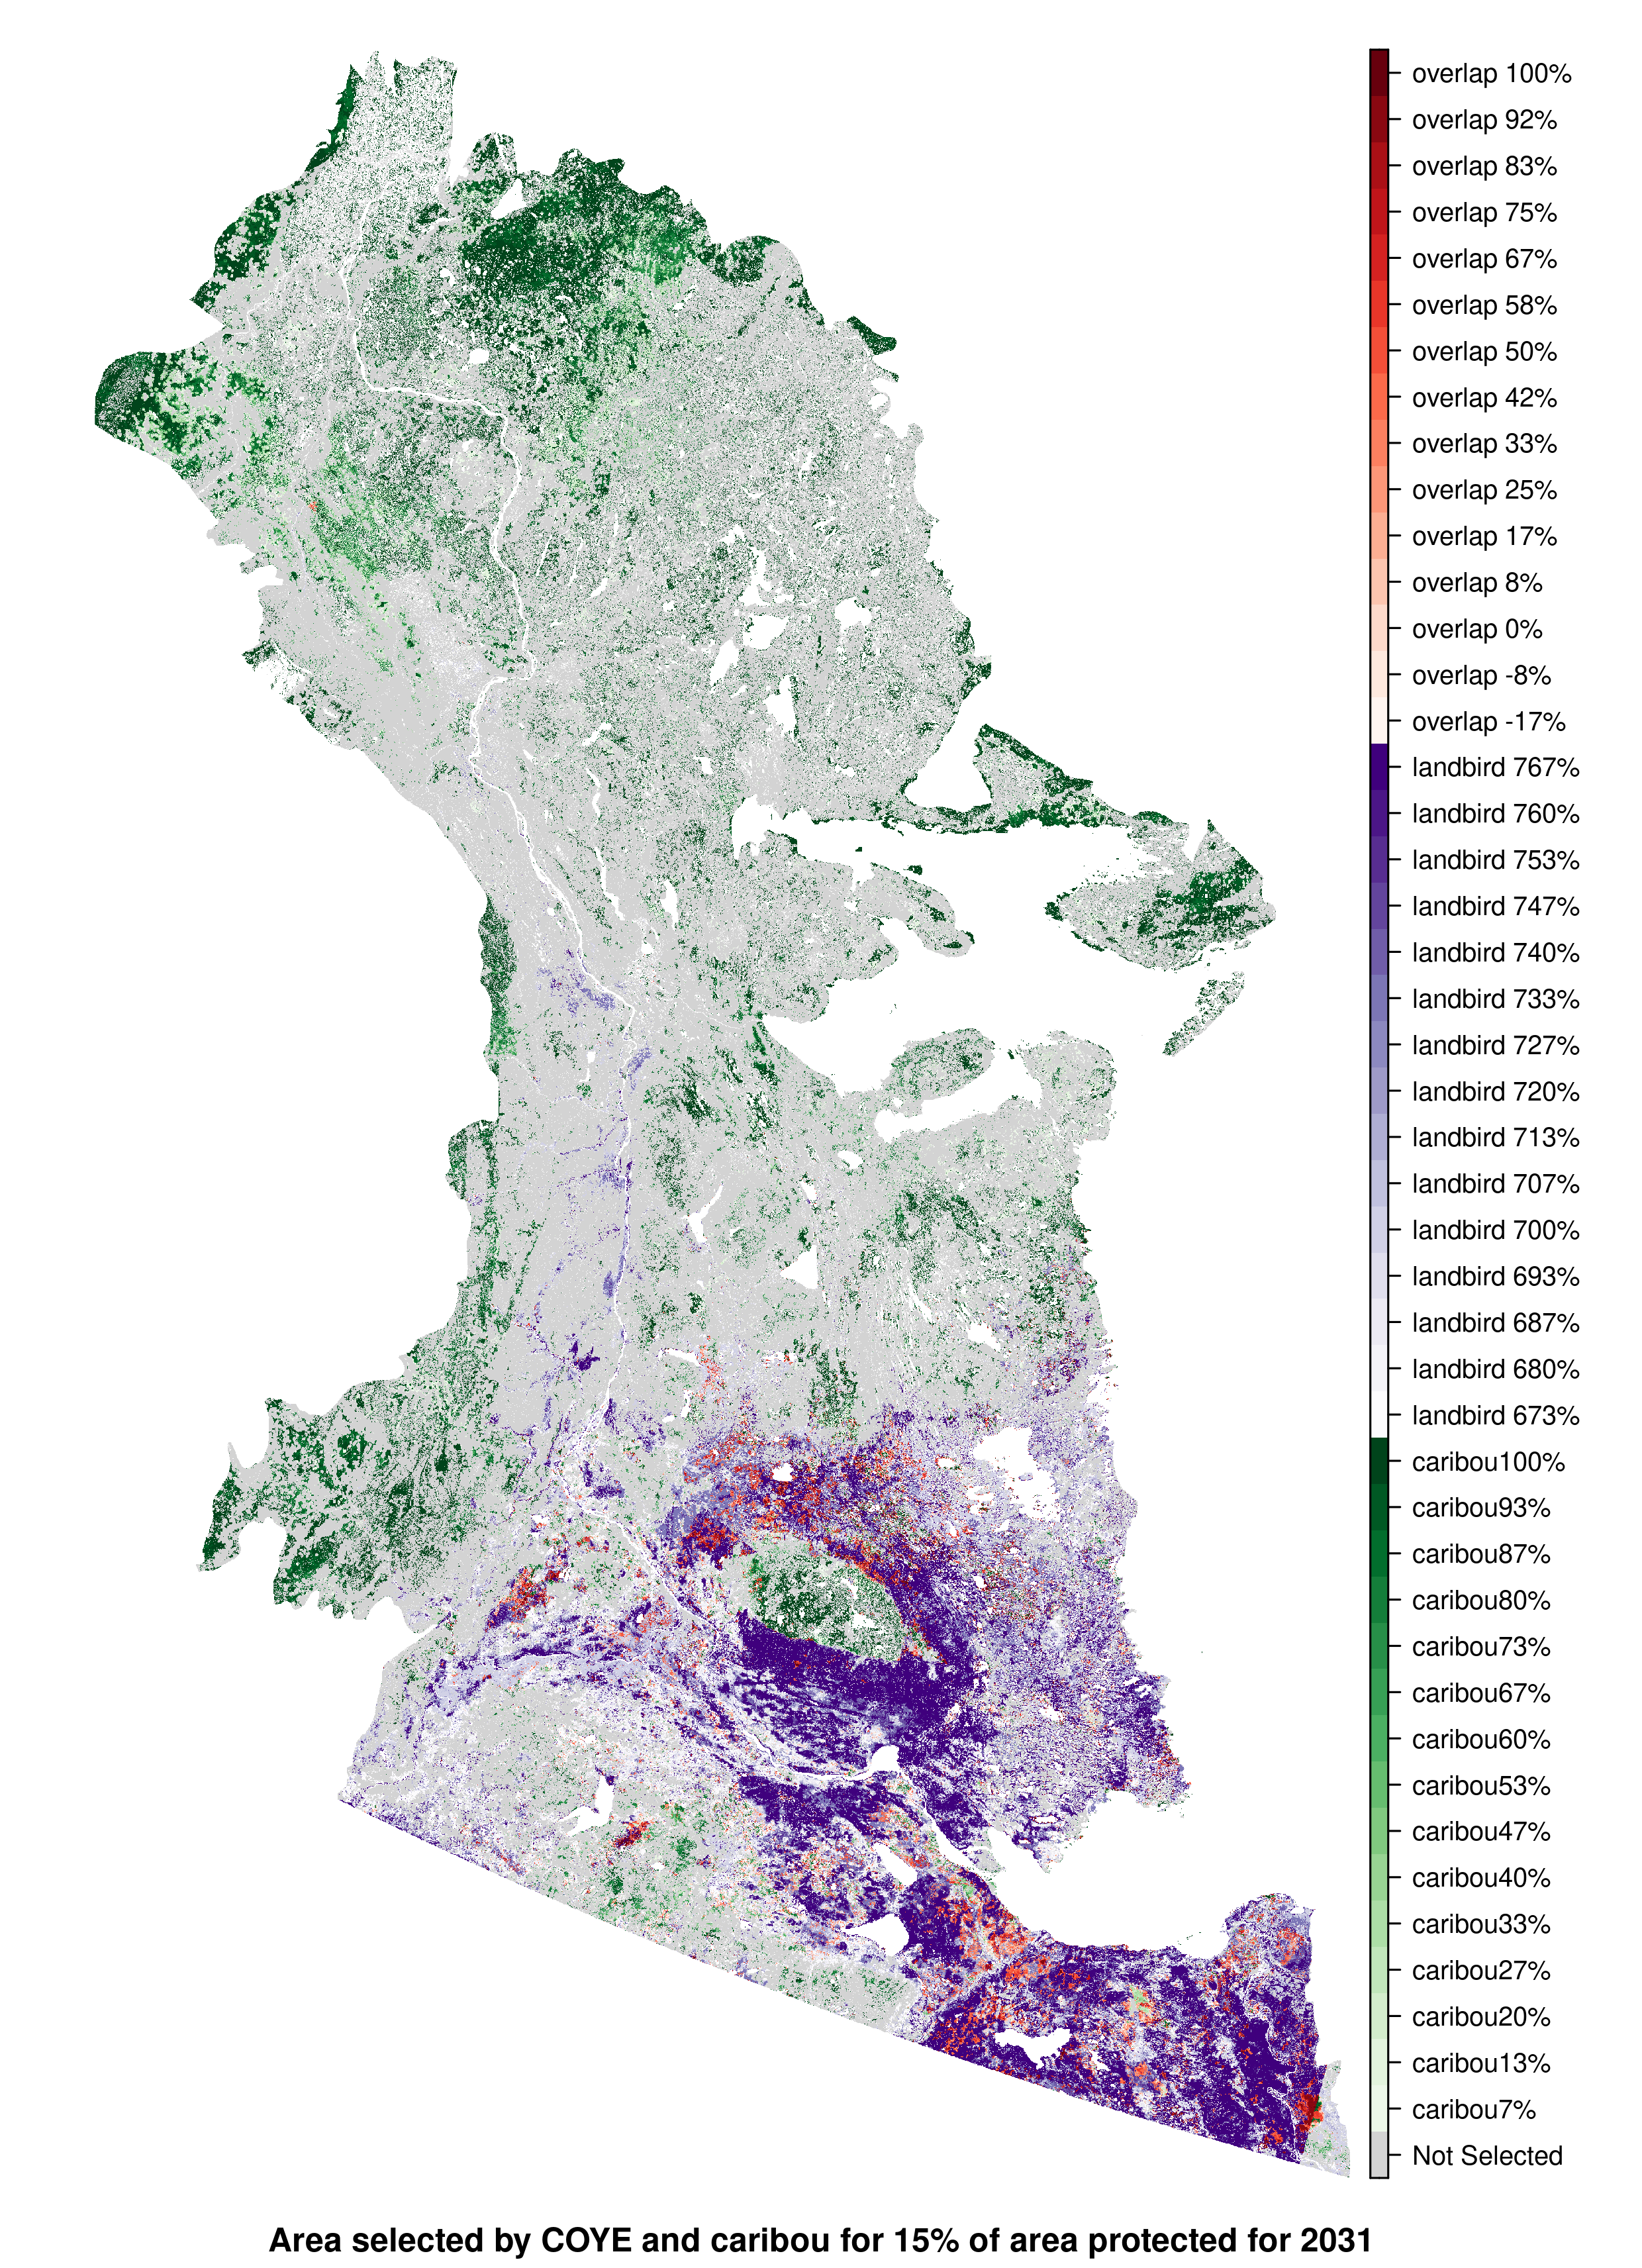 overlap 100%
overlap 92%
overlap 83%
overlap 75%
overlap 67%
overlap 58%
overlap 50%
overlap 42%
overlap 33%
overlap 25%
overlap 17%
overlap 8%
overlap 0%
overlap -8%
overlap -17%
landbird 767%
landbird 760%
landbird 753%
landbird 747%
landbird 740%
landbird 733%
landbird 727%
landbird 720%
landbird 713%
landbird 707%
landbird 700%
landbird 693%
landbird 687%
landbird 680%
landbird 673%
caribou100%
caribou93%
caribou87%
caribou80%
caribou73%
caribou67%
caribou60%
caribou53%
caribou47%
caribou40%
caribou33%
caribou27%
caribou20%
caribou13%
caribou7%
Not Selected
Area selected by COYE and caribou for 15% of area protected for 2031